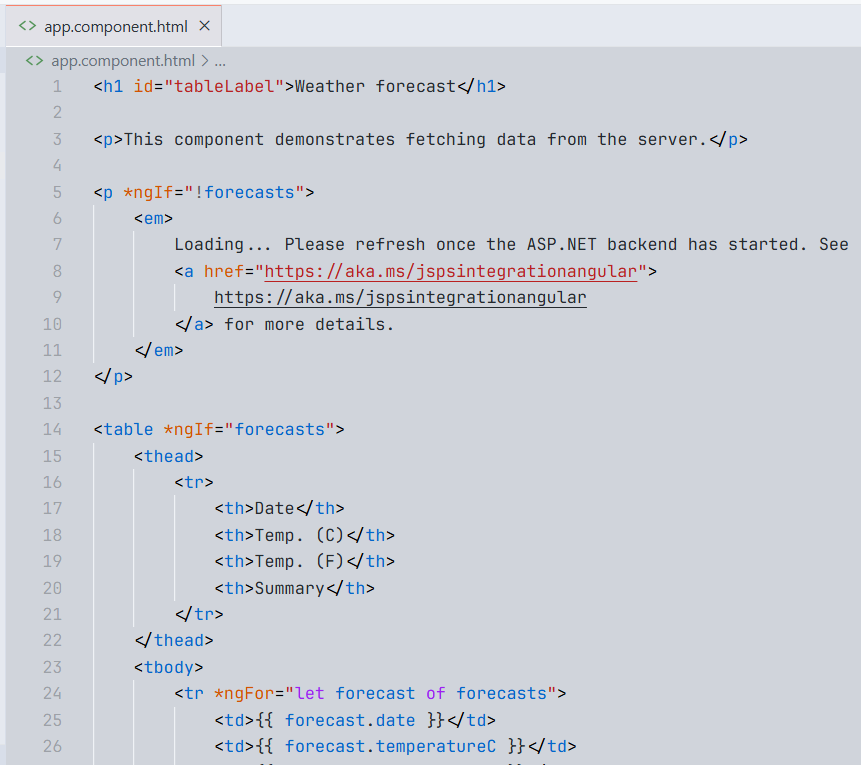 <> app.component.html ×
<> app.component.html > ...
1 <h1 id="tableLabel">Weather forecast</h1>
2
3 <p>This component demonstrates fetching data from the server.</p>
4
5 <p *ngIf="!forecasts">
6 <em>
7 Loading... Please refresh once the ASP.NET backend has started. See
8 <a href="https://aka.ms/jspsintegrationangular">
9 https://aka.ms/jspsintegrationangular
10 </a> for more details.
11 </em>
12 </p>
13
14 <table *ngIf="forecasts">
15 <thead>
16 <tr>
17 <th>Date</th>
18 <th>Temp. (C)</th>
19 <th>Temp. (F)</th>
20 <th>Summary</th>
21 </tr>
22 </thead>
23 <tbody>
24 <tr *ngFor="let forecast of forecasts">
25 <td>{{ forecast.date }}</td>
26 <td>{{ forecast.temperatureC }}</td>